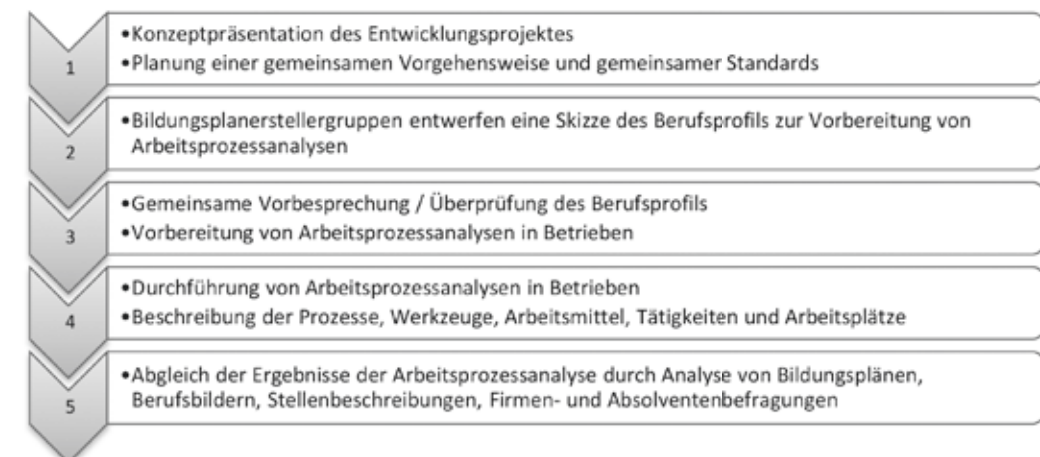 1
•Konzeptpräsentation des Entwicklungsprojektes
•Planung einer gemeinsamen Vorgehensweise und gemeinsamer Standards
2
•Bildungsplanerstellergruppen entwerfen eine Skizze des Berufsprofils zur Vorbereitung von
Arbeitsprozessanalysen
3
•Gemeinsame Vorbesprechung / Überprüfung des Berufsprofils
•Vorbereitung von Arbeitsprozessanalysen in Betrieben
4
•Durchführung von Arbeitsprozessanalysen in Betrieben
•Beschreibung der Prozesse, Werkzeuge, Arbeitsmittel, Tätigkeiten und Arbeitsplätze
5
•Abgleich der Ergebnisse der Arbeitsprozessanalyse durch Analyse von Bildungsplänen,
Berufsbildern, Stellenbeschreibungen, Firmen- und Absolventenbefragungen